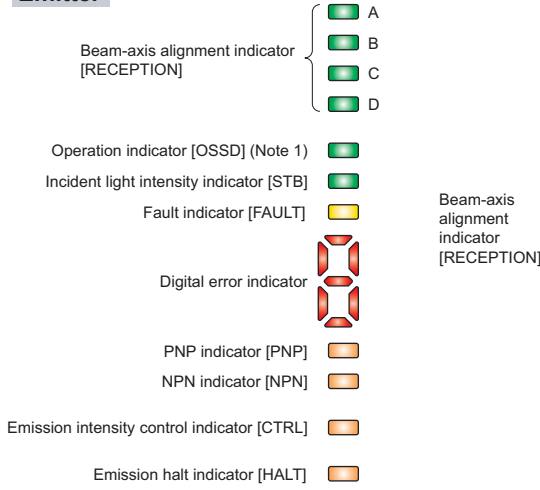 Emitter
Beam-axis alignment indicator
[RECEPTION]
A
B
C
D
Operation indicator [OSSD] (Note 1)
Incident light intensity indicator [STB]
Fault indicator [FAULT]
Digital error indicator
PNP indicator [PNP]
NPN indicator [NPN]
Emission intensity control indicator [CTRL]
Emission halt indicator [HALT]
Beam-axis
alignment
indicator
[RECEPTION]